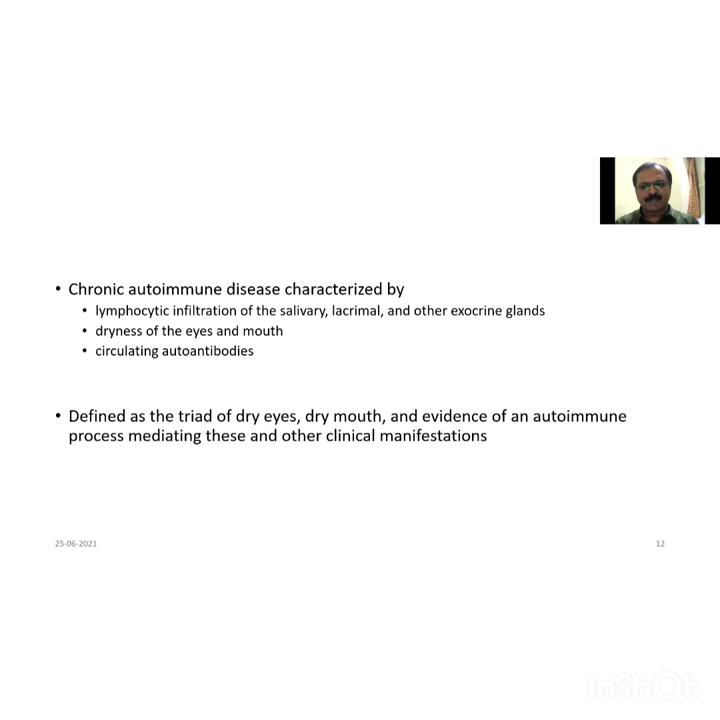 • Chronic autoimmune disease characterized by
• lymphocytic infiltration of the salivary, lacrimal, and other exocrine glands
• dryness of the eyes and mouth
• circulating autoantibodies
• Defined as the triad of dry eyes, dry mouth, and evidence of an autoimmune
process mediating these and other clinical manifestations
25-06-2021
12
InShOt